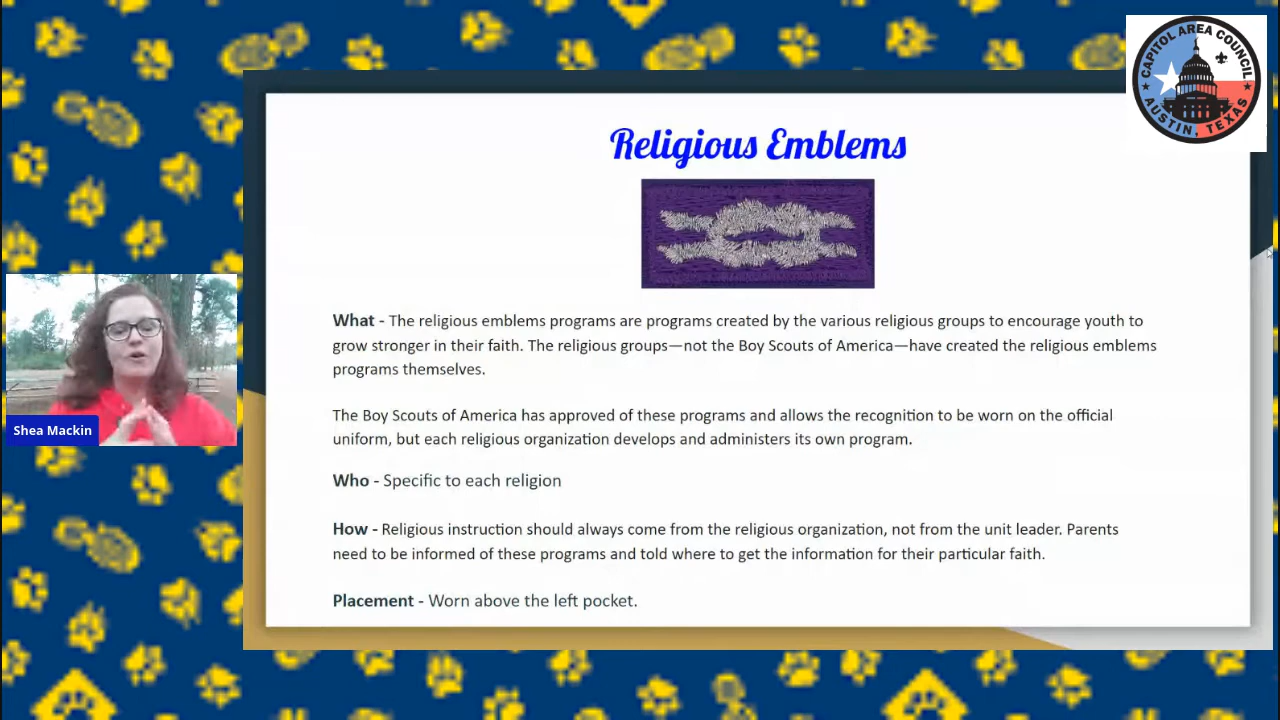 CAPITOL AREA COUNCIL
AUSTIN, TEXAS
Religious Emblems
What - The religious emblems programs are programs created by the various religious groups to encourage youth to
grow stronger in their faith. The religious groups—not the Boy Scouts of America—have created the religious emblems
programs themselves.
The Boy Scouts of America has approved of these programs and allows the recognition to be worn on the official
uniform, but each religious organization develops and administers its own program.
Who - Specific to each religion
How - Religious instruction should always come from the religious organization, not from the unit leader. Parents
need to be informed of these programs and told where to get the information for their particular faith.
Placement - Worn above the left pocket.
Shea Mackin